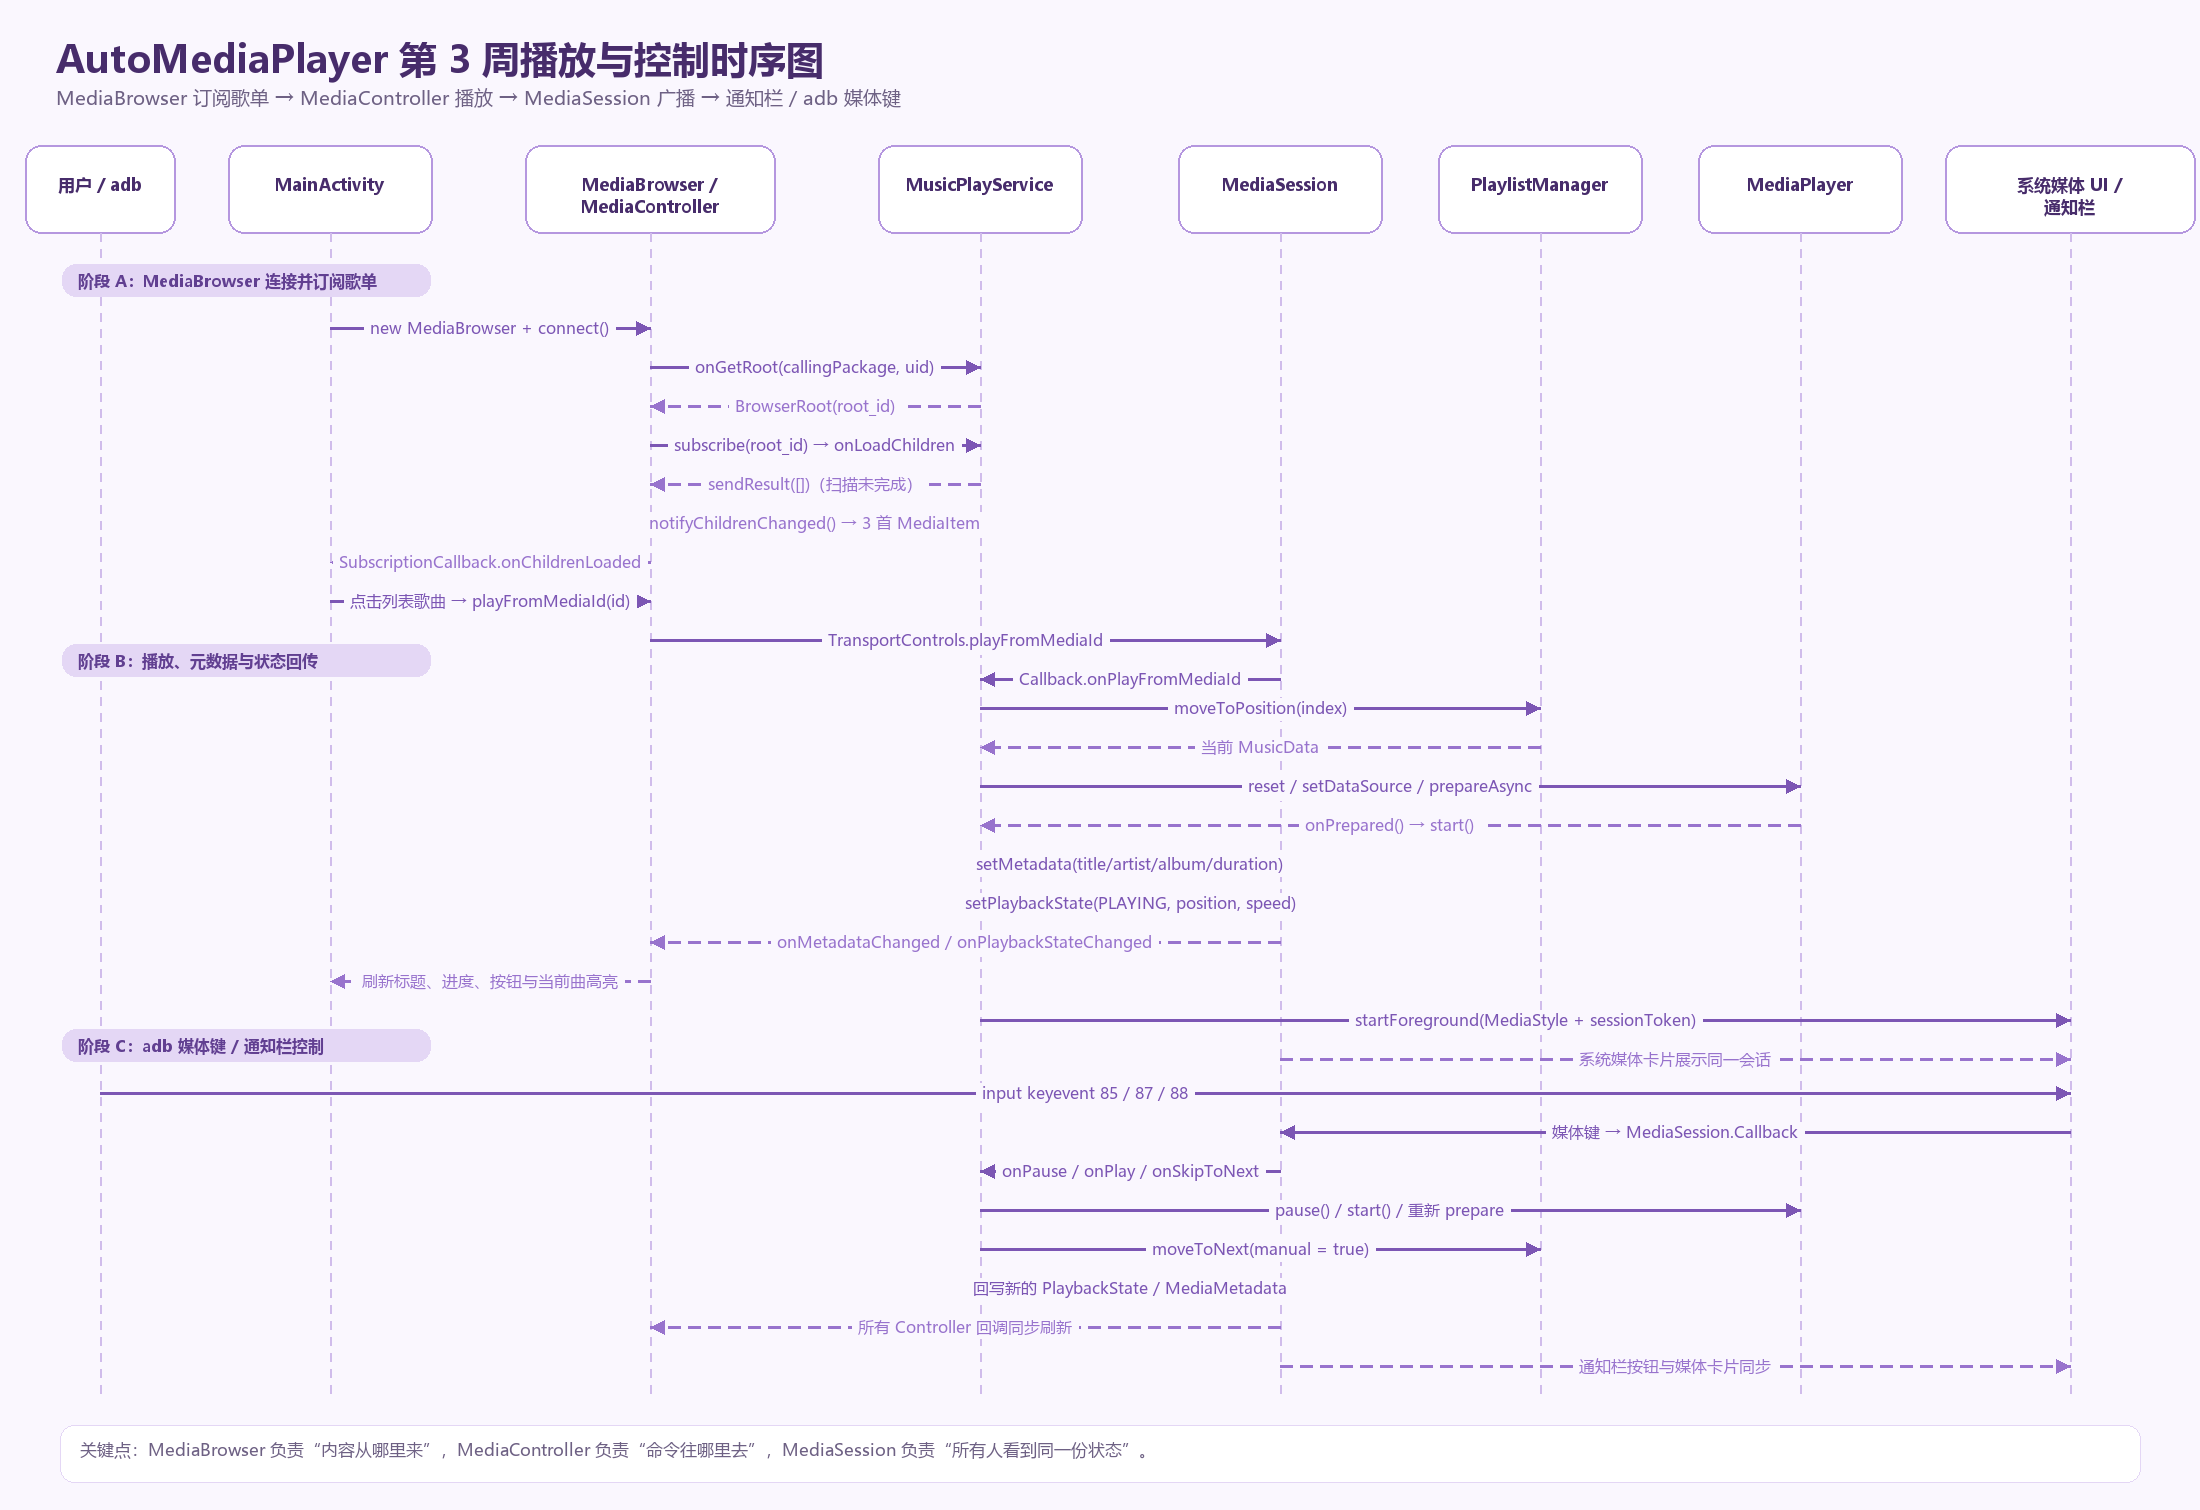 AutoMediaPlayer 第 3 周播放与控制时序图
MediaBrowser 订阅歌单 → MediaController 播放 → MediaSession 广播 → 通知栏 / adb 媒体键
用户 / adb
MainActivity
MediaBrowser /
MediaController
MusicPlayService
MediaSession
PlaylistManager
MediaPlayer
系统媒体 UI /
通知栏
阶段 A：MediaBrowser 连接并订阅歌单
new MediaBrowser + connect()
onGetRoot(callingPackage, uid)
BrowserRoot(root_id)
subscribe(root_id) → onLoadChildren
sendResult([])（扫描未完成）
notifyChildrenChanged() → 3 首 MediaItem
SubscriptionCallback.onChildrenLoaded
点击列表歌曲 → playFromMediaId(id)
TransportControls.playFromMediaId
阶段 B：播放、元数据与状态回传
Callback.onPlayFromMediaId
moveToPosition(index)
当前 MusicData
reset / setDataSource / prepareAsync
onPrepared() → start()
setMetadata(title/artist/album/duration)
setPlaybackState(PLAYING, position, speed)
onMetadataChanged / onPlaybackStateChanged
刷新标题、进度、按钮与当前曲高亮
startForeground(MediaStyle + sessionToken)
阶段 C：adb 媒体键 / 通知栏控制
系统媒体卡片展示同一会话
input keyevent 85 / 87 / 88
媒体键 → MediaSession.Callback
onPause / onPlay / onSkipToNext
pause() / start() / 重新 prepare
moveToNext(manual = true)
回写新的 PlaybackState / MediaMetadata
所有 Controller 回调同步刷新
通知栏按钮与媒体卡片同步
关键点：MediaBrowser 负责“内容从哪里来”，MediaController 负责“命令往哪里去”，MediaSession 负责“所有人看到同一份状态”。